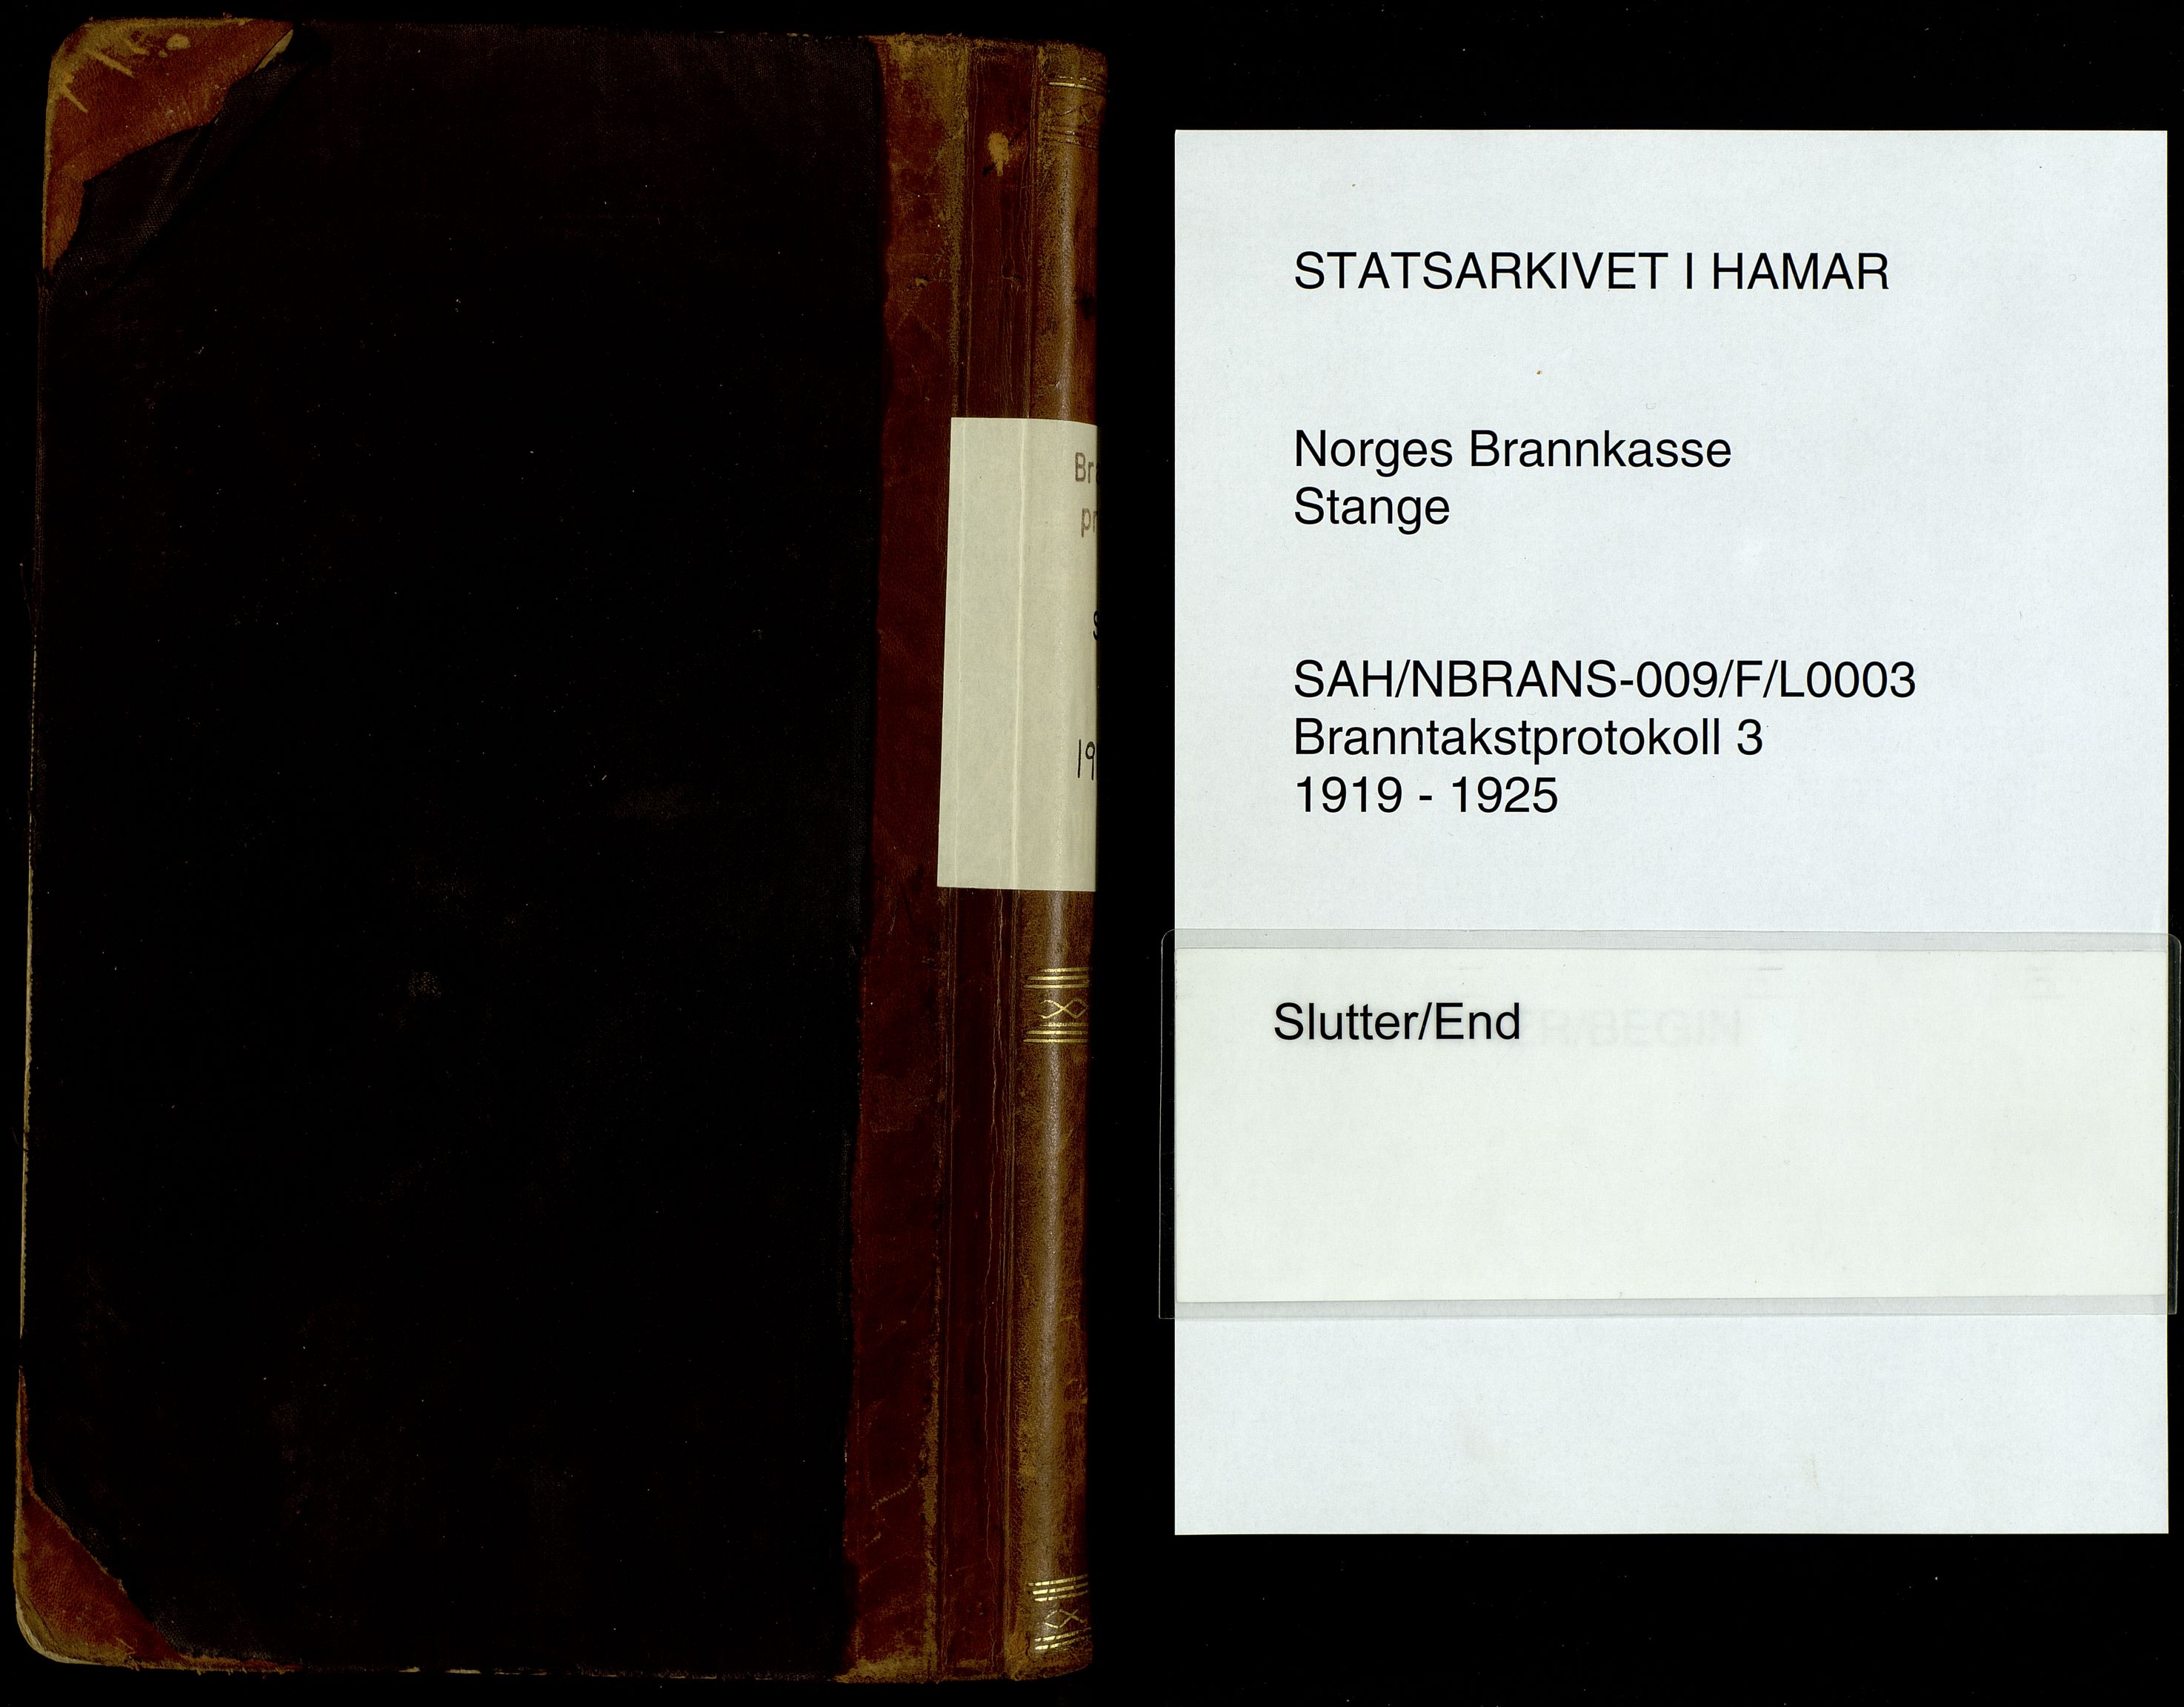 STATSARKIVET I HAMAR
Norges Brannkasse
Stange
SAH/NBRANS-009/F/L0003
Branntakstprotokoll 3
1919 - 1925
Slutter/End